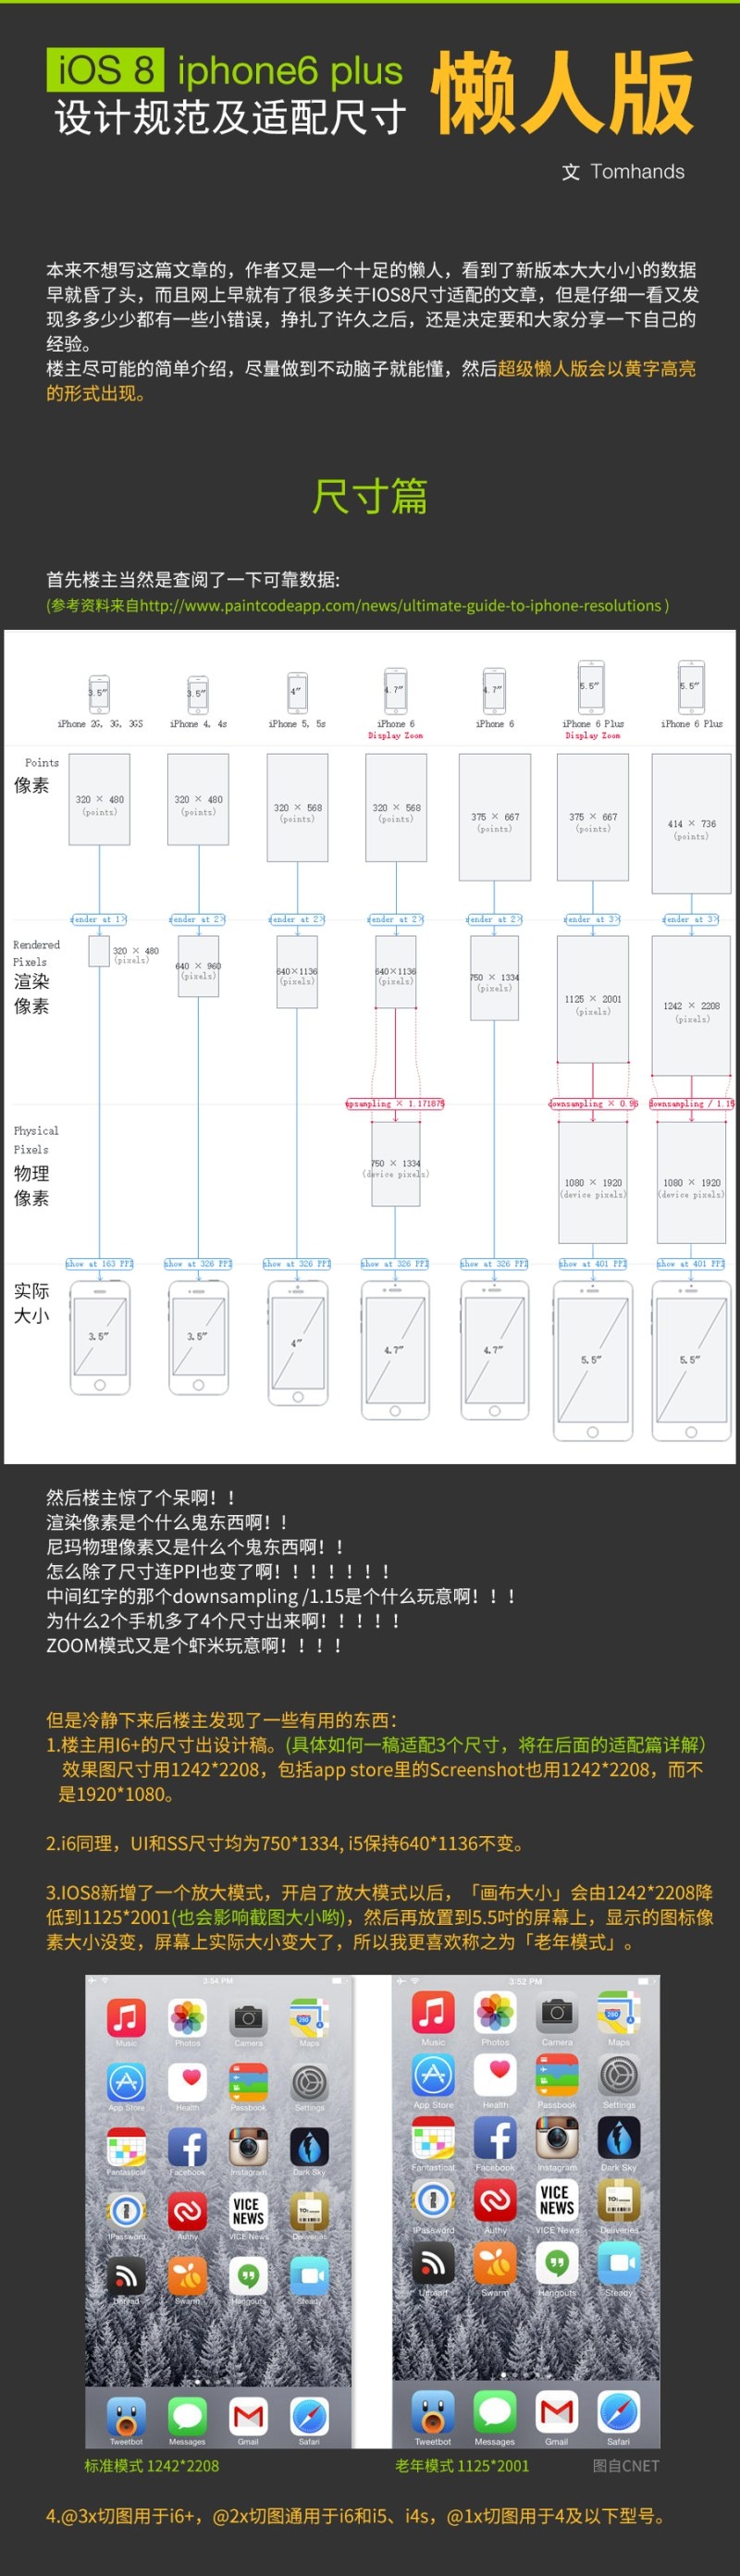 iOS 8 iphone6 plus
设计规范及适配尺寸
懒人版
文 Tomhands
本来不想写这篇文章的，作者又是一个十足的懒人，看到了新版本大大小小的数据
早就昏了头，而且网上早就有了很多关于IOS8尺寸适配的文章，但是仔细一看又发
现多多少少都有一些小错误，挣扎了许久之后，还是决定要和大家分享一下自己的
经验。
楼主尽可能的简单介绍，尽量做到不动脑子就能懂，然后超级懒人版会以黄字高亮
的形式出现。
尺寸篇
首先楼主当然是查阅了一下可靠数据:
(参考资料来自http://www.paintcodeapp.com/news/ultimate-guide-to-iphone-resolutions )
3.5" 3.5" 4" 4.7" 4.7" 5.5" 5.5"
iPhone 2G, 3G, 3GS iPhone 4, 4s iPhone 5, 5s iPhone 6 iPhone 6 iPhone 6 Plus iPhone 6 Plus
Display Zoom Display Zoom
Points
像素
320 × 480 320 × 480 320 × 568 320 × 568 375 × 667 375 × 667 414 × 736
(points) (points) (points) (points) (points) (points) (points)
render at 1X render at 2X render at 2X render at 2X render at 2X render at 3X render at 3X
Rendered
Pixels
渲染
像素
320 × 480 640 × 960 640×1136 640×1136 750 × 1334 1125 × 2001 1242 × 2208
(pixels) (pixels) (pixels) (pixels) (pixels) (pixels) (pixels)
upsampling × 1.171875 downsampling × 0.96 downsampling / 1.15
Physical
Pixels
物理
像素
750 × 1334 1080 × 1920 1080 × 1920
(device pixels) (device pixels) (device pixels)
show at 163 PPI show at 326 PPI show at 326 PPI show at 326 PPI show at 326 PPI show at 401 PPI show at 401 PPI
实际
大小
3.5" 3.5" 4" 4.7" 4.7" 5.5" 5.5"
然后楼主惊了个呆啊！！
渲染像素是个什么鬼东西啊！！
尼玛物理像素又是什么个鬼东西啊！！
怎么除了尺寸连PPI也变了啊！！！！！！！
中间红字的那个downsampling /1.15是个什么玩意啊！！！
为什么2个手机多了4个尺寸出来啊！！！！！
ZOOM模式又是个虾米玩意啊！！！！
但是冷静下来后楼主发现了一些有用的东西：
1.楼主用I6+的尺寸出设计稿。(具体如何一稿适配3个尺寸，将在后面的适配篇详解）
效果图尺寸用1242*2208，包括app store里的Screenshot也用1242*2208，而不
是1920*1080。
2.i6同理，UI和SS尺寸均为750*1334, i5保持640*1136不变。
3.IOS8新增了一个放大模式，开启了放大模式以后，「画布大小」会由1242*2208降
低到1125*2001(也会影响截图大小哟)，然后再放置到5.5吋的屏幕上，显示的图标像
素大小没变，屏幕上实际大小变大了，所以我更喜欢称之为「老年模式」。
3:54 PM
Music Photos Camera Maps
280
App Store Health Passbook Settings
Fantastical Facebook Instagram Dark Sky
VICE
NEWS
1Password Authy VICE News Deliveries
Unread Swarm Hangouts Steady
Tweetbot Messages Gmail Safari
3:52 PM
Music Photos Camera Maps
280
App Store Health Passbook Settings
Fantastical Facebook Instagram Dark Sky
VICE
NEWS
1Password Authy VICE News Deliveries
Unread Swarm Hangouts Steady
Tweetbot Messages Gmail Safari
标准模式 1242*2208
老年模式 1125*2001
图自CNET
4.@3x切图用于i6+，@2x切图通用于i6和i5、i4s，@1x切图用于4及以下型号。